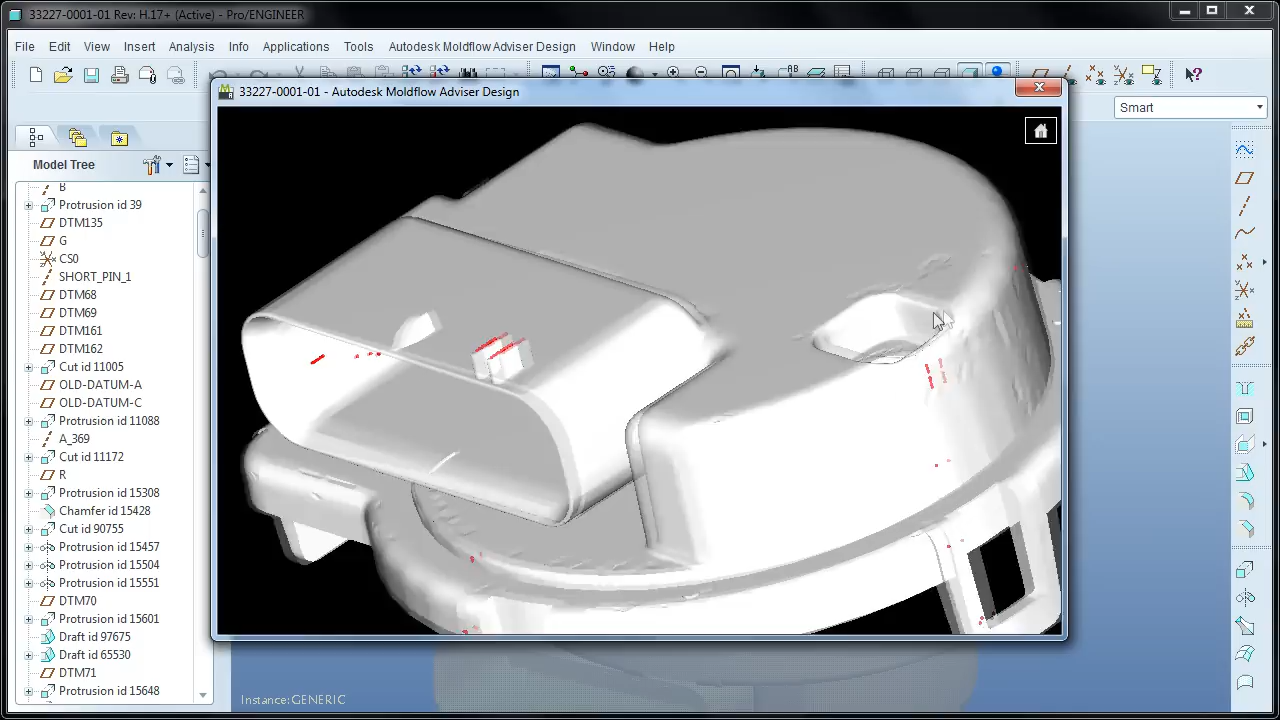 33227-0001-01 Rev: H.17+ (Active) - Pro/ENGINEER
File Edit View Insert Analysis Info Applications Tools Autodesk Moldflow Adviser Design Window Help
33227-0001-01 - Autodesk Moldflow Adviser Design
Smart
Model Tree
B
Protrusion id 39
DTM135
G
CS0
SHORT_PIN_1
DTM68
DTM69
DTM161
DTM162
Cut id 11005
OLD-DATUM-A
OLD-DATUM-C
Protrusion id 11088
A_369
Cut id 11172
R
Protrusion id 15308
Chamfer id 15428
Cut id 90755
Protrusion id 15457
Protrusion id 15504
Protrusion id 15551
DTM70
Protrusion id 15601
Draft id 97675
Draft id 65530
DTM71
Protrusion id 15648
Instance:GENERIC